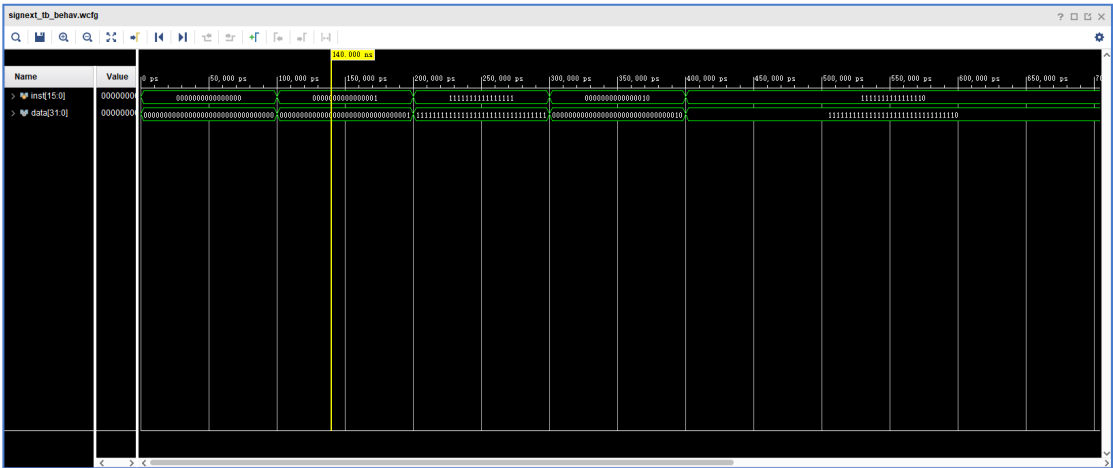 signext_tb_behav.wcfg
140.000 ns
Name Value
0 ps 50,000 ps 100,000 ps 150,000 ps 200,000 ps 250,000 ps 300,000 ps 350,000 ps 400,000 ps 450,000 ps 500,000 ps 550,000 ps 600,000 ps 650,000 ps
inst[15:0] 0000000000000000 0000000000000001 1111111111111111 0000000000000010 1111111111111110
data[31:0] 00000000000000000000000000000000 00000000000000000000000000000001 11111111111111111111111111111111 00000000000000000000000000000010 11111111111111111111111111111110